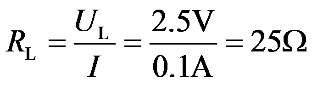 R_L = U_L / I = 2.5V / 0.1A = 25Ω